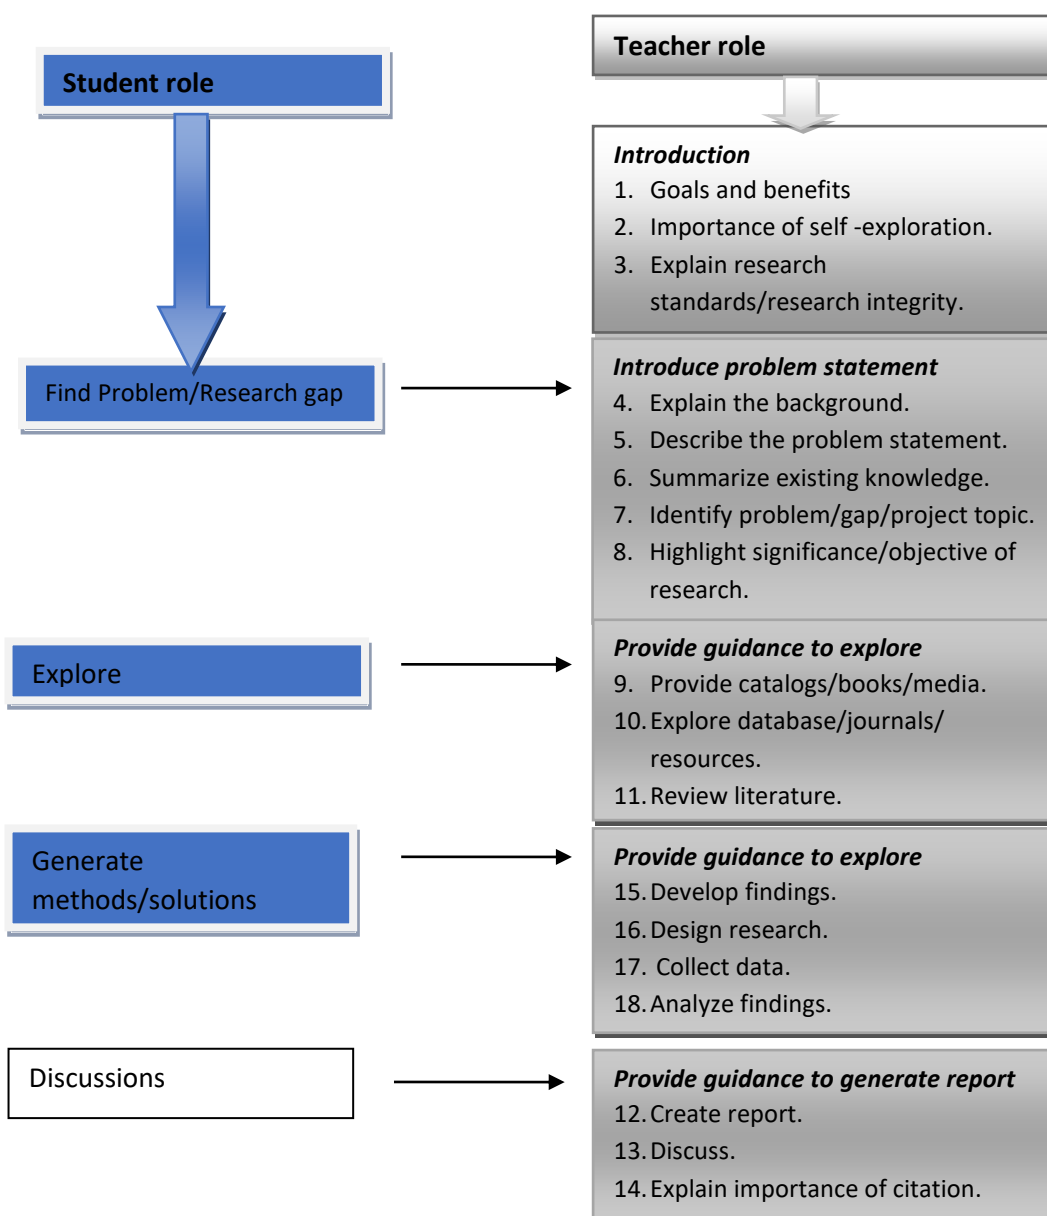 Student role
Find Problem/Research gap
Explore
Generate
methods/solutions
Discussions
Teacher role
Introduction
1. Goals and benefits
2. Importance of self -exploration.
3. Explain research
standards/research integrity.
Introduce problem statement
4. Explain the background.
5. Describe the problem statement.
6. Summarize existing knowledge.
7. Identify problem/gap/project topic.
8. Highlight significance/objective of
research.
Provide guidance to explore
9. Provide catalogs/books/media.
10. Explore database/journals/
resources.
11. Review literature.
Provide guidance to explore
15. Develop findings.
16. Design research.
17. Collect data.
18. Analyze findings.
Provide guidance to generate report
12. Create report.
13. Discuss.
14. Explain importance of citation.